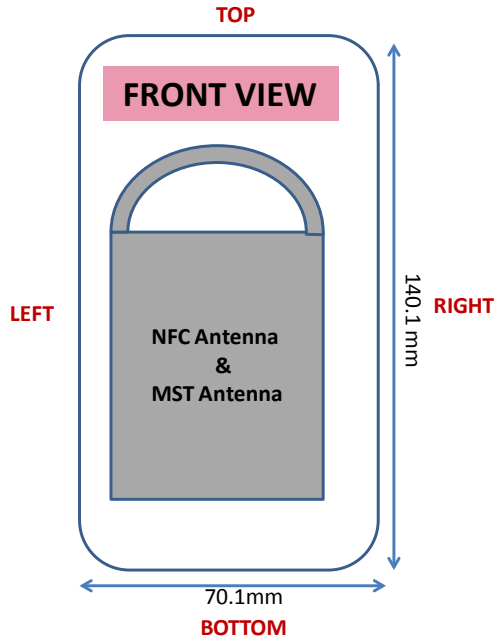 TOP
FRONT VIEW
LEFT
140.1 mm
RIGHT
NFC Antenna
&
MST Antenna
70.1mm
BOTTOM